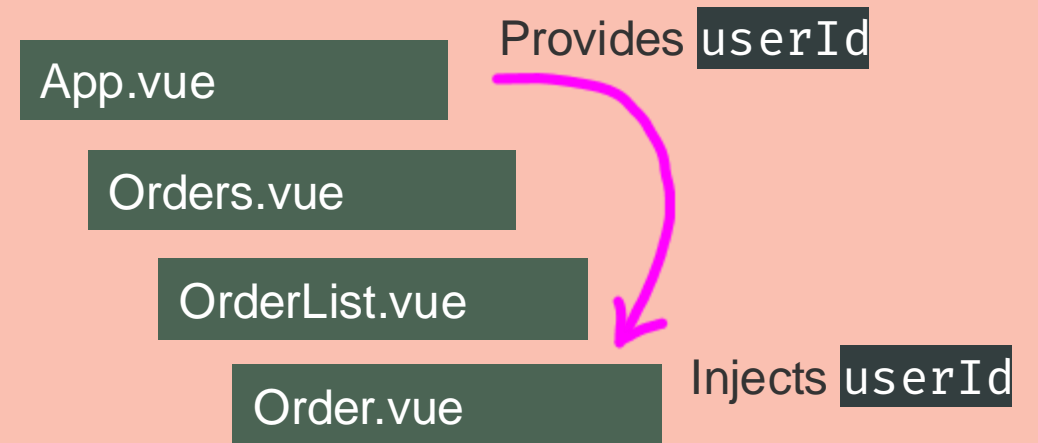 Provides userId
App.vue
Orders.vue
OrderList.vue
Injects userId
Order.vue